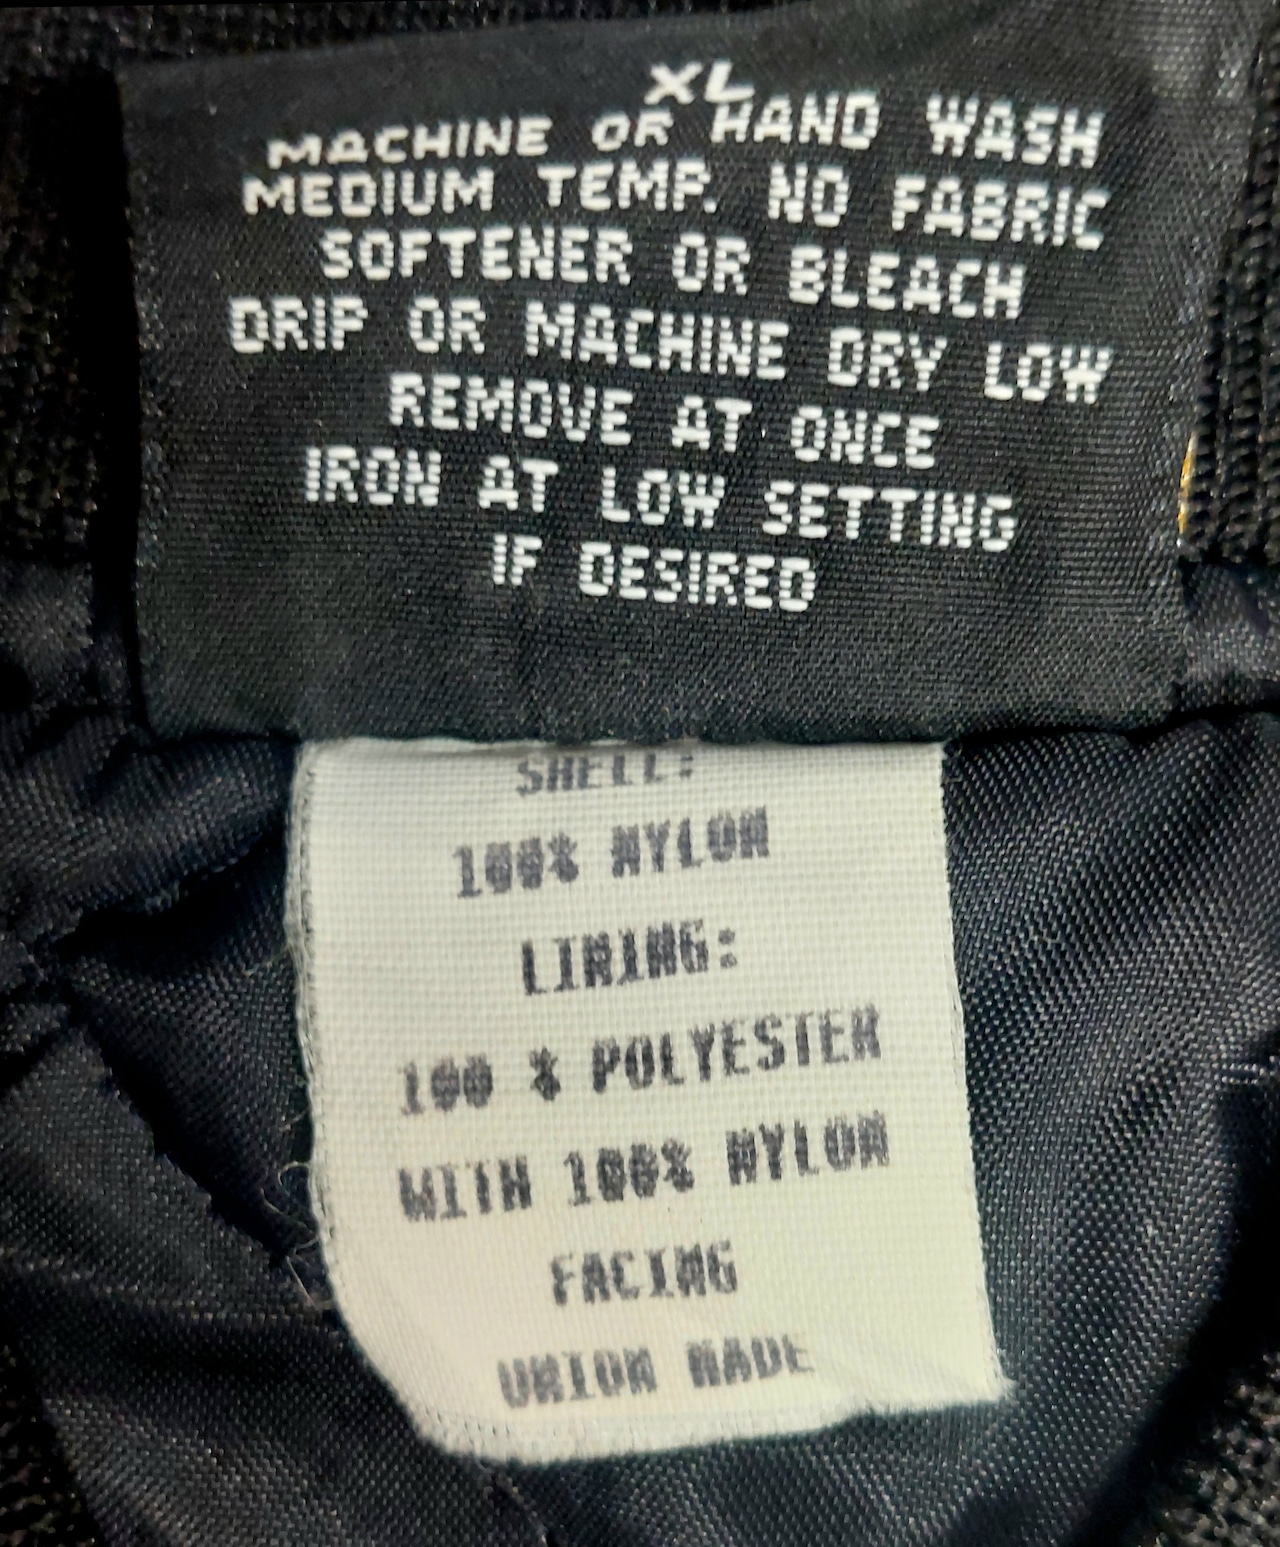 XL
MACHINE OR HAND WASH
MEDIUM TEMP. NO FABRIC
SOFTENER OR BLEACH
DRIP OR MACHINE DRY LOW
REMOVE AT ONCE
IRON AT LOW SETTING
IF DESIRED
SHELL:
100% NYLON
LINING:
100 % POLYESTER
WITH 100% NYLON
FACING
UNION MADE